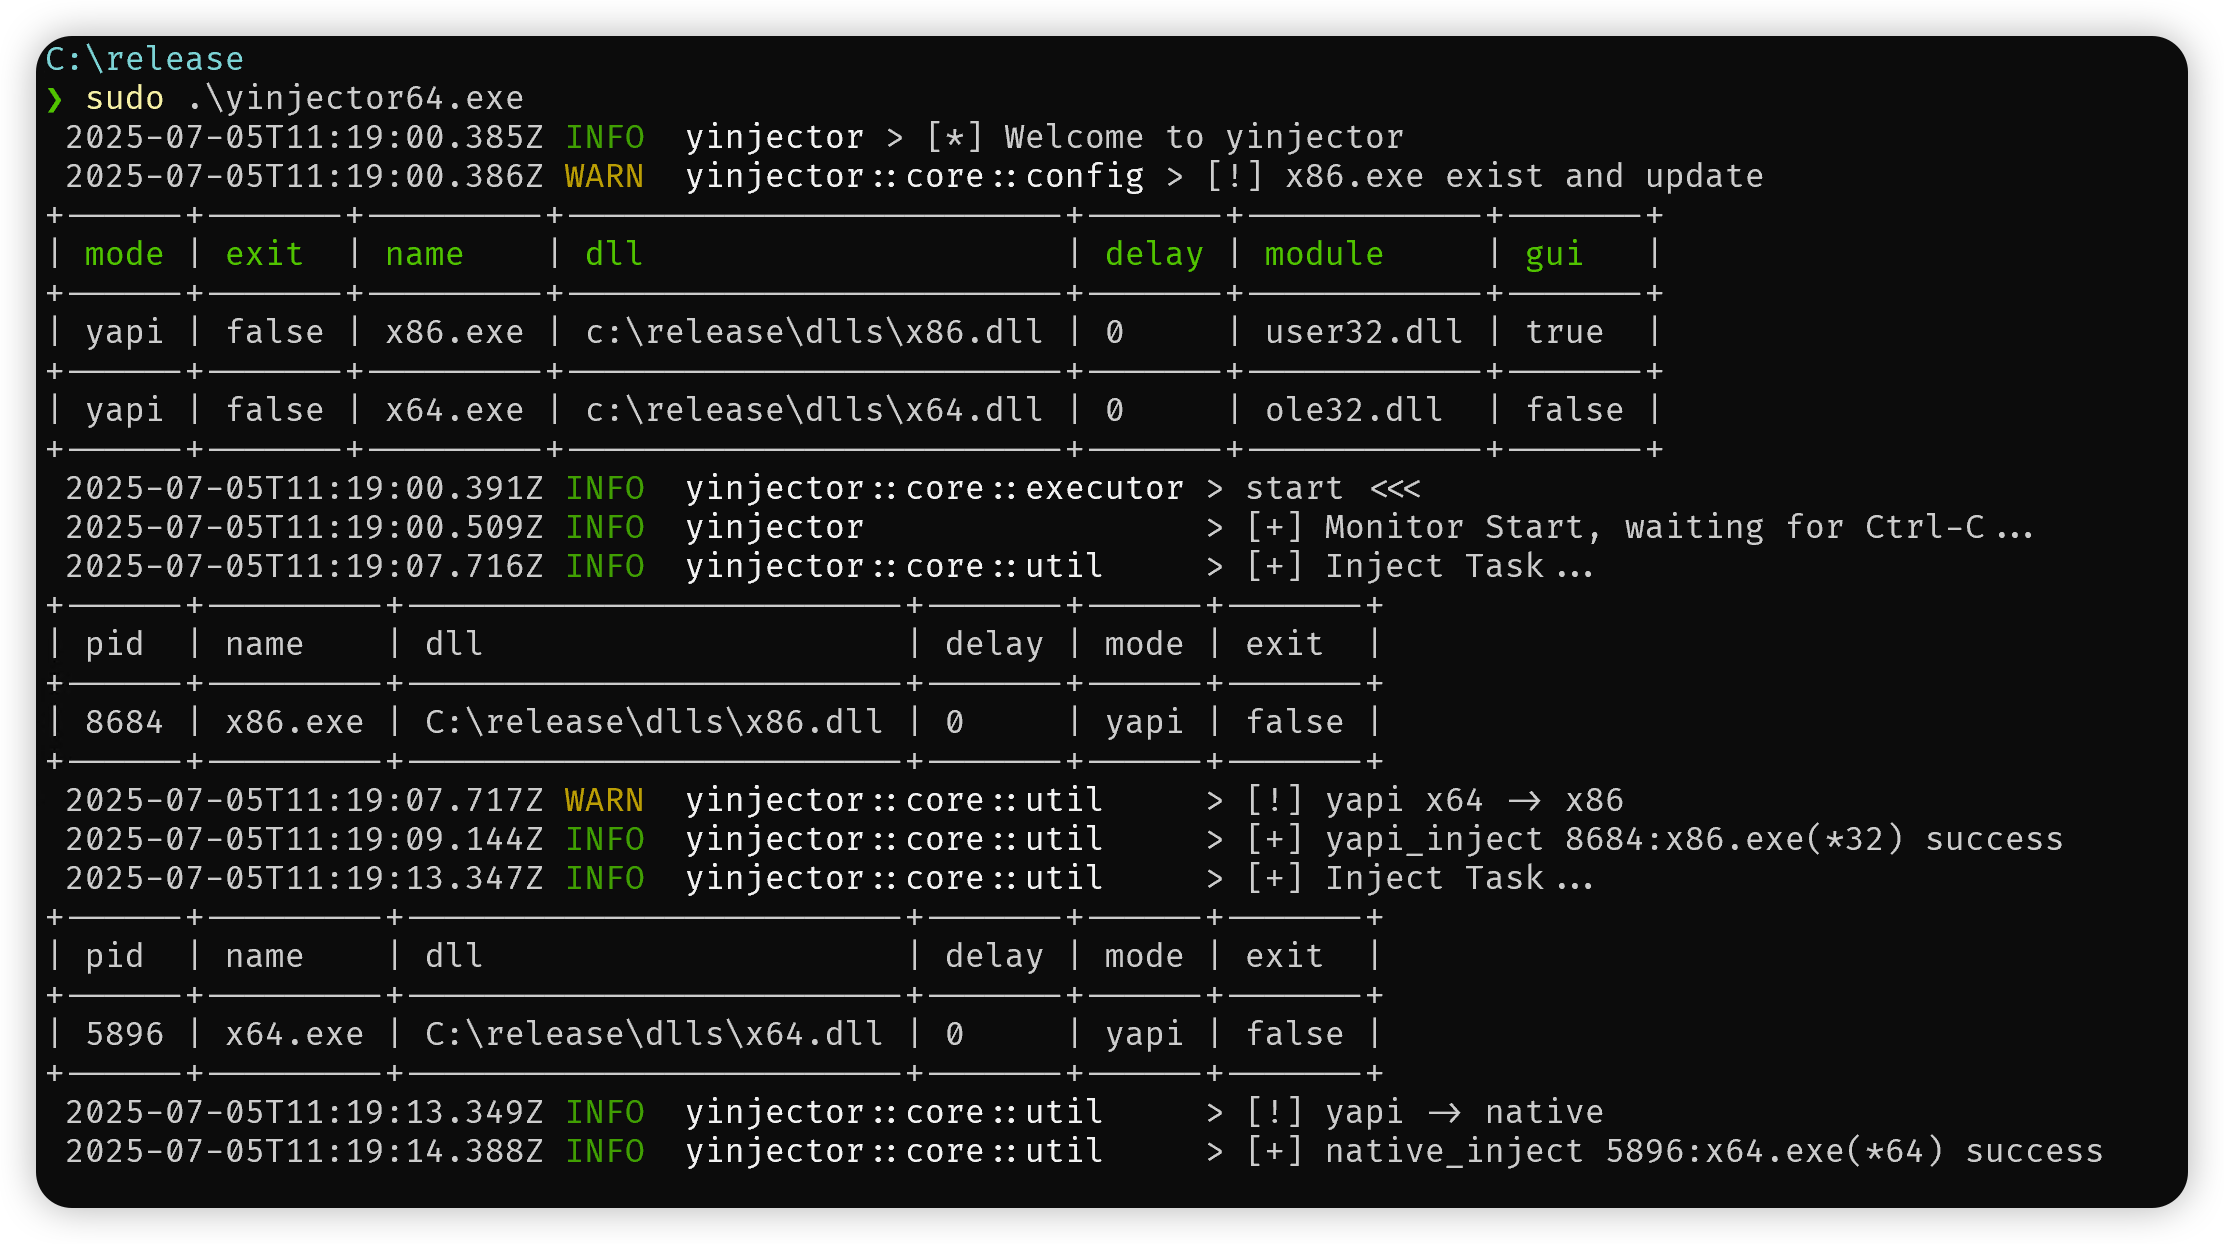 C:\release
❯ sudo .\yinjector64.exe
2025-07-05T11:19:00.385Z INFO  yinjector > [*] Welcome to yinjector
2025-07-05T11:19:00.386Z WARN  yinjector::core::config > [!] x86.exe exist and update
+------+-------+---------+-------------------------+-------+------------+-------+
| mode | exit  | name    | dll                     | delay | module     | gui   |
+------+-------+---------+-------------------------+-------+------------+-------+
| yapi | false | x86.exe | c:\release\dlls\x86.dll | 0     | user32.dll | true  |
+------+-------+---------+-------------------------+-------+------------+-------+
| yapi | false | x64.exe | c:\release\dlls\x64.dll | 0     | ole32.dll  | false |
+------+-------+---------+-------------------------+-------+------------+-------+
2025-07-05T11:19:00.391Z INFO  yinjector::core::executor > start <<<
2025-07-05T11:19:00.509Z INFO  yinjector                 > [+] Monitor Start, waiting for Ctrl-C...
2025-07-05T11:19:07.716Z INFO  yinjector::core::util     > [+] Inject Task...
+------+---------+-------------------------+-------+------+-------+
| pid  | name    | dll                     | delay | mode | exit  |
+------+---------+-------------------------+-------+------+-------+
| 8684 | x86.exe | C:\release\dlls\x86.dll | 0     | yapi | false |
+------+---------+-------------------------+-------+------+-------+
2025-07-05T11:19:07.717Z WARN  yinjector::core::util     > [!] yapi x64 -> x86
2025-07-05T11:19:09.144Z INFO  yinjector::core::util     > [+] yapi_inject 8684:x86.exe(*32) success
2025-07-05T11:19:13.347Z INFO  yinjector::core::util     > [+] Inject Task...
+------+---------+-------------------------+-------+------+-------+
| pid  | name    | dll                     | delay | mode | exit  |
+------+---------+-------------------------+-------+------+-------+
| 5896 | x64.exe | C:\release\dlls\x64.dll | 0     | yapi | false |
+------+---------+-------------------------+-------+------+-------+
2025-07-05T11:19:13.349Z INFO  yinjector::core::util     > [!] yapi -> native
2025-07-05T11:19:14.388Z INFO  yinjector::core::util     > [+] native_inject 5896:x64.exe(*64) success